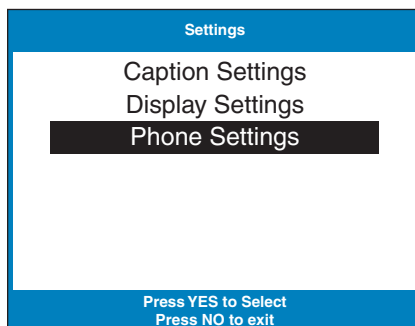 Settings
Caption Settings
Display Settings
Phone Settings
Press YES to Select
Press NO to exit